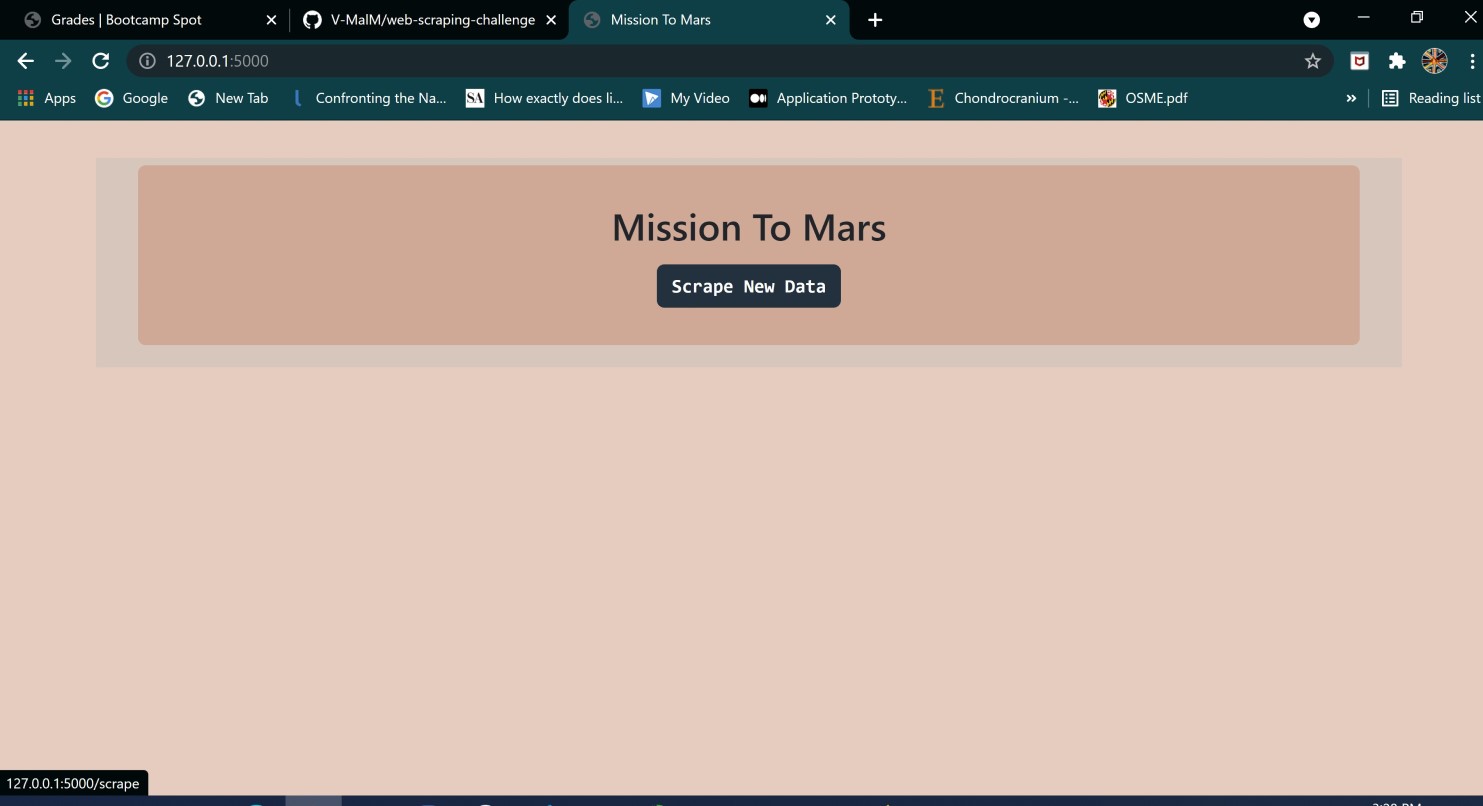 Grades | Bootcamp Spot
V-MalM/web-scraping-challenge
Mission To Mars
127.0.0.1:5000
Apps
Google
New Tab
Confronting the Na...
SA
How exactly does li...
My Video
Application Prototy...
E
Chondrocranium -...
OSME.pdf
»
Reading list
Mission To Mars
Scrape New Data
127.0.0.1:5000/scrape